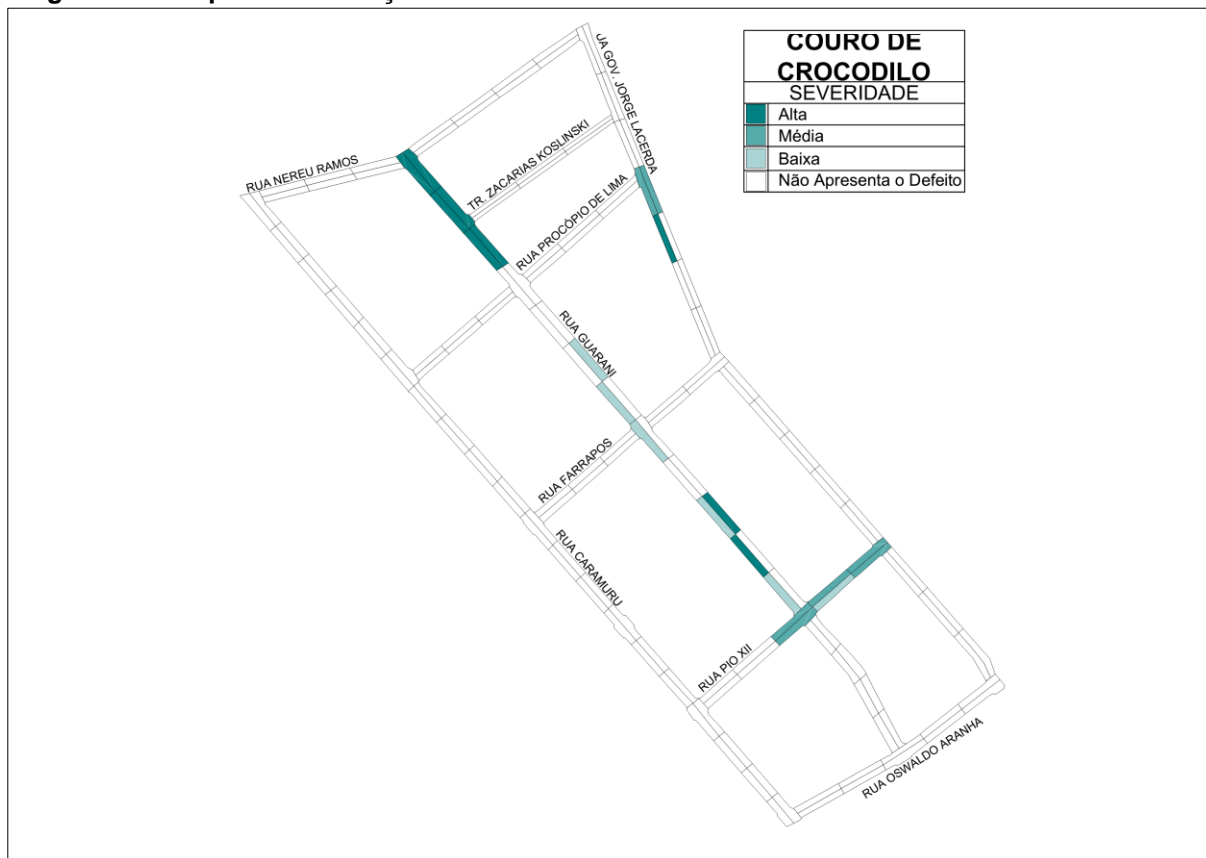 COURO DE
CROCODILO
SEVERIDADE
Alta
Média
Baixa
Não Apresenta o Defeito
GOV. JORGE LACERDA
RUA NEREU RAMOS
TR. ZACARIAS KOSLINSKI
RUA PROCÓPIO DE LIMA
RUA GUARANI
RUA FARRAPOS
RUA CARAMURU
RUA PIO XII
RUA OSWALDO ARANHA